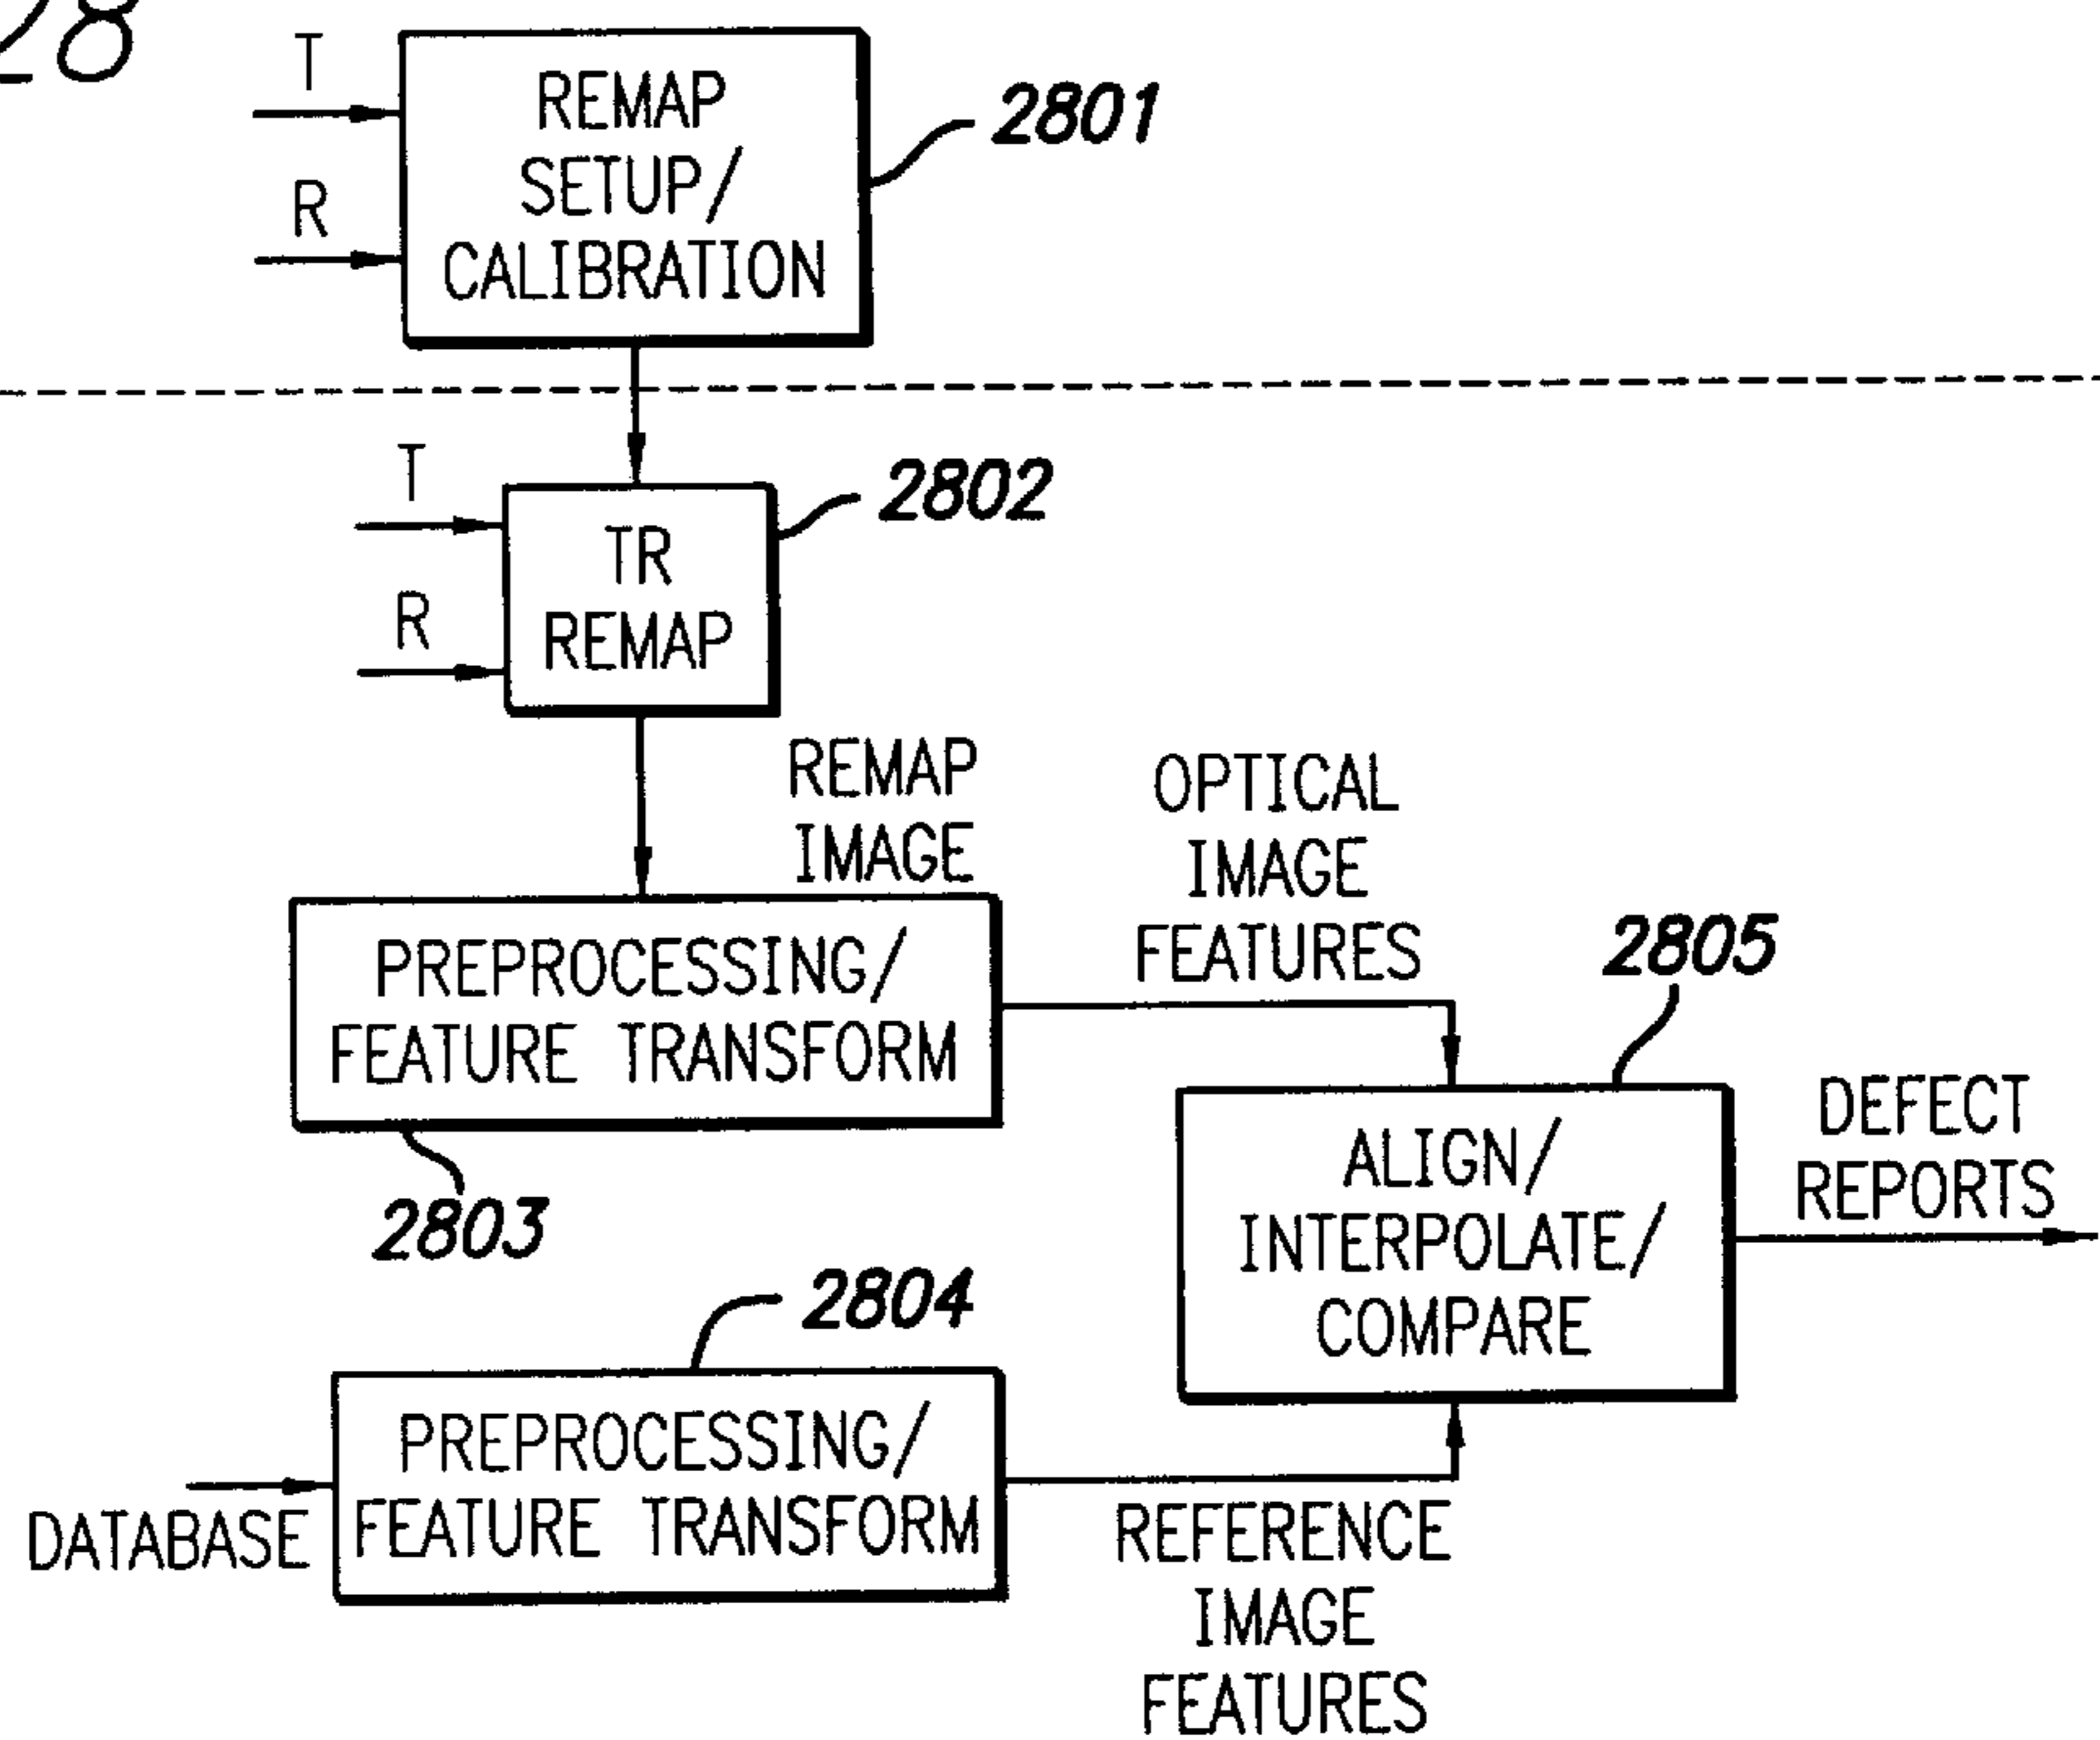 28
T
R
REMAP
SETUP/
CALIBRATION
2801
T
R
TR
REMAP
2802
REMAP
IMAGE
OPTICAL
IMAGE
FEATURES
PREPROCESSING/
FEATURE TRANSFORM
2803
2805
ALIGN/
INTERPOLATE/
COMPARE
DEFECT
REPORTS
2804
DATABASE
PREPROCESSING/
FEATURE TRANSFORM
REFERENCE
IMAGE
FEATURES